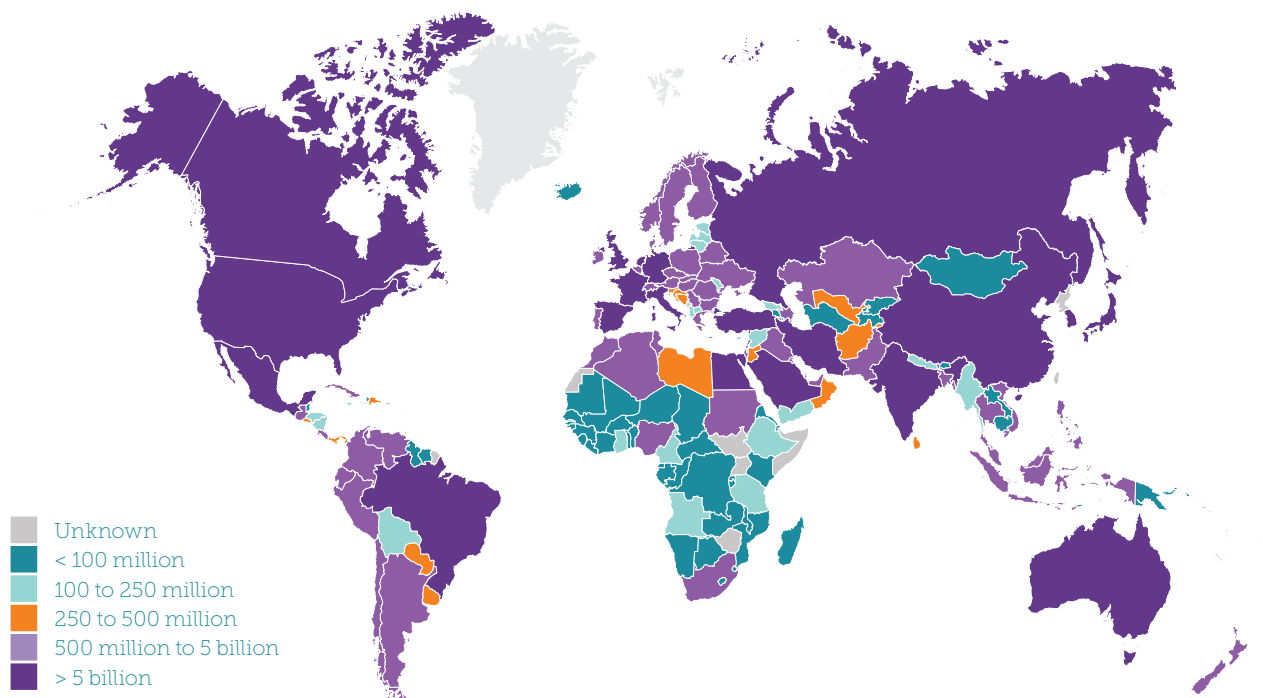 Unknown
< 100 million
100 to 250 million
250 to 500 million
500 million to 5 billion
> 5 billion